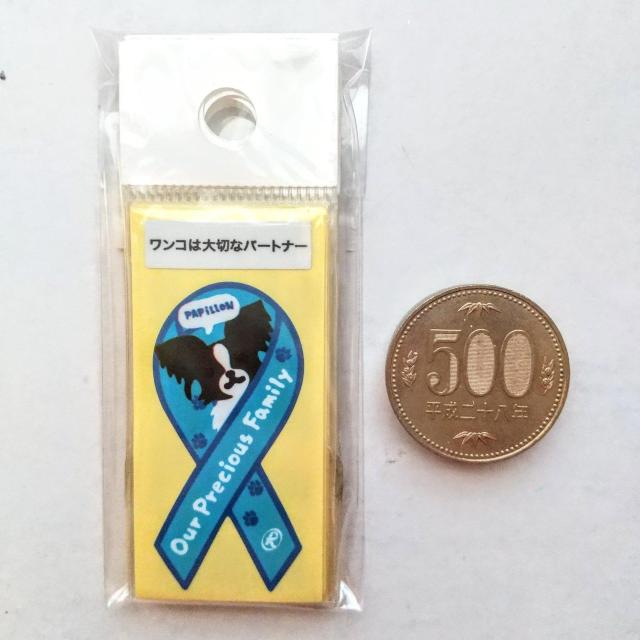 ワンコは大切なパートナー
PAPiLLON
Our Precious Family
R
500
平成二十八年